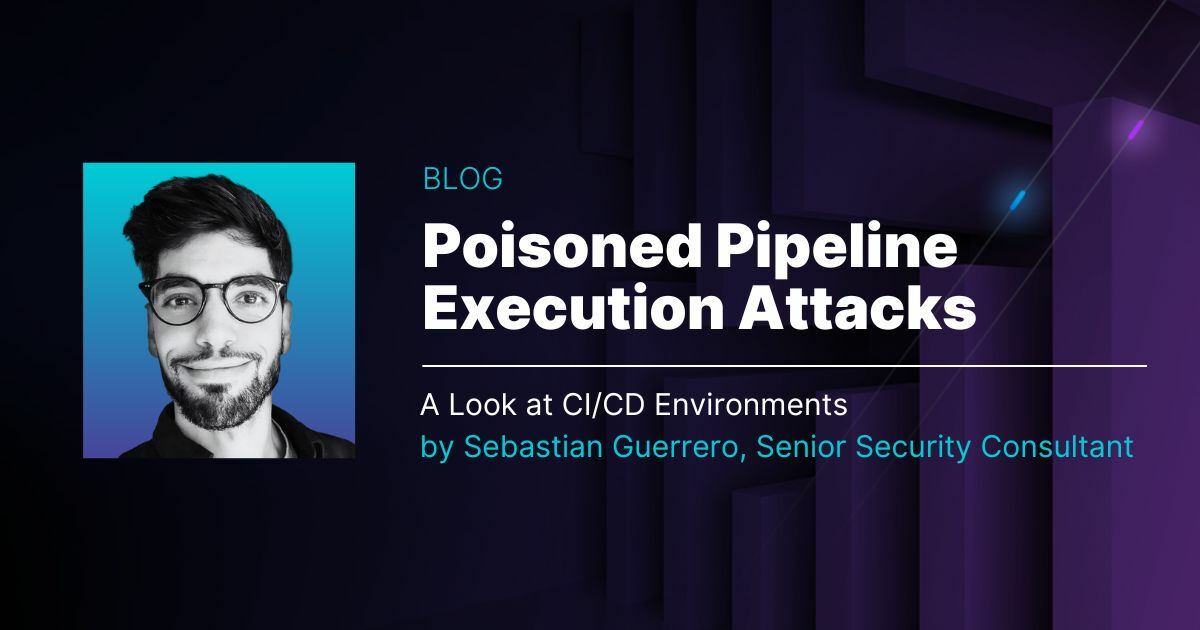 BLOG
Poisoned Pipeline
Execution Attacks
A Look at CI/CD Environments
by Sebastian Guerrero, Senior Security Consultant